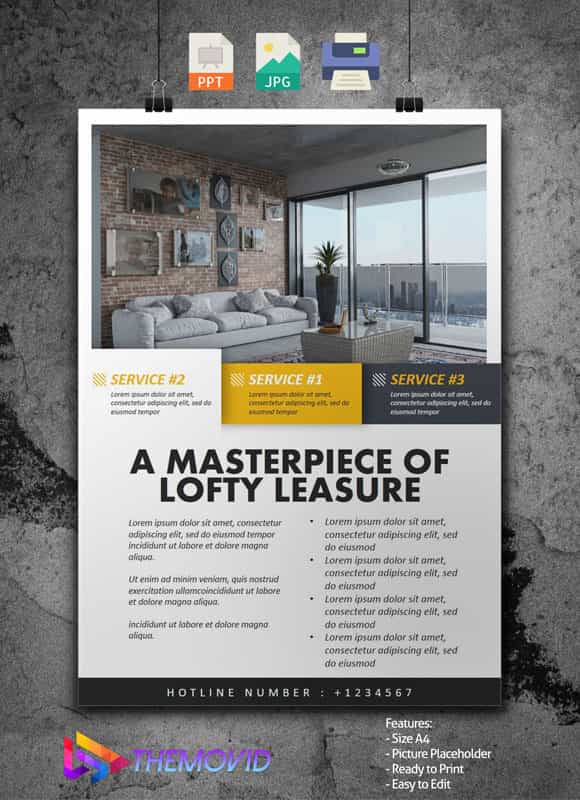 PPT
JPG
SERVICE #2
Lorem ipsum dolor sit amet,
consectetur adipiscing elit, sed do
eiusmod tempor
SERVICE #1
Lorem ipsum dolor sit amet,
consectetur adipiscing elit, sed do
eiusmod tempor
SERVICE #3
Lorem ipsum dolor sit amet,
consectetur adipiscing elit, sed do
eiusmod tempor
A MASTERPIECE OF
LOFTY LEASURE
Lorem ipsum dolor sit amet, consectetur
adipiscing elit, sed do eiusmod tempor
incididunt ut labore et dolore magna
aliqua.
Ut enim ad minim veniam, quis nostrud
exercitation ullamcoincididunt ut labore
et dolore magna aliqua.
incididunt ut labore et dolore magna
aliqua.
• Lorem ipsum dolor sit amet,
consectetur adipiscing elit, sed
do eiusmod
• Lorem ipsum dolor sit amet,
consectetur adipiscing elit, sed
do eiusmod
• Lorem ipsum dolor sit amet,
consectetur adipiscing elit, sed
do eiusmod
• Lorem ipsum dolor sit amet,
consectetur adipiscing elit, sed
do eiusmod
HOTLINE NUMBER : +1234567
THEMOVID
Features:
- Size A4
- Picture Placeholder
- Ready to Print
- Easy to Edit